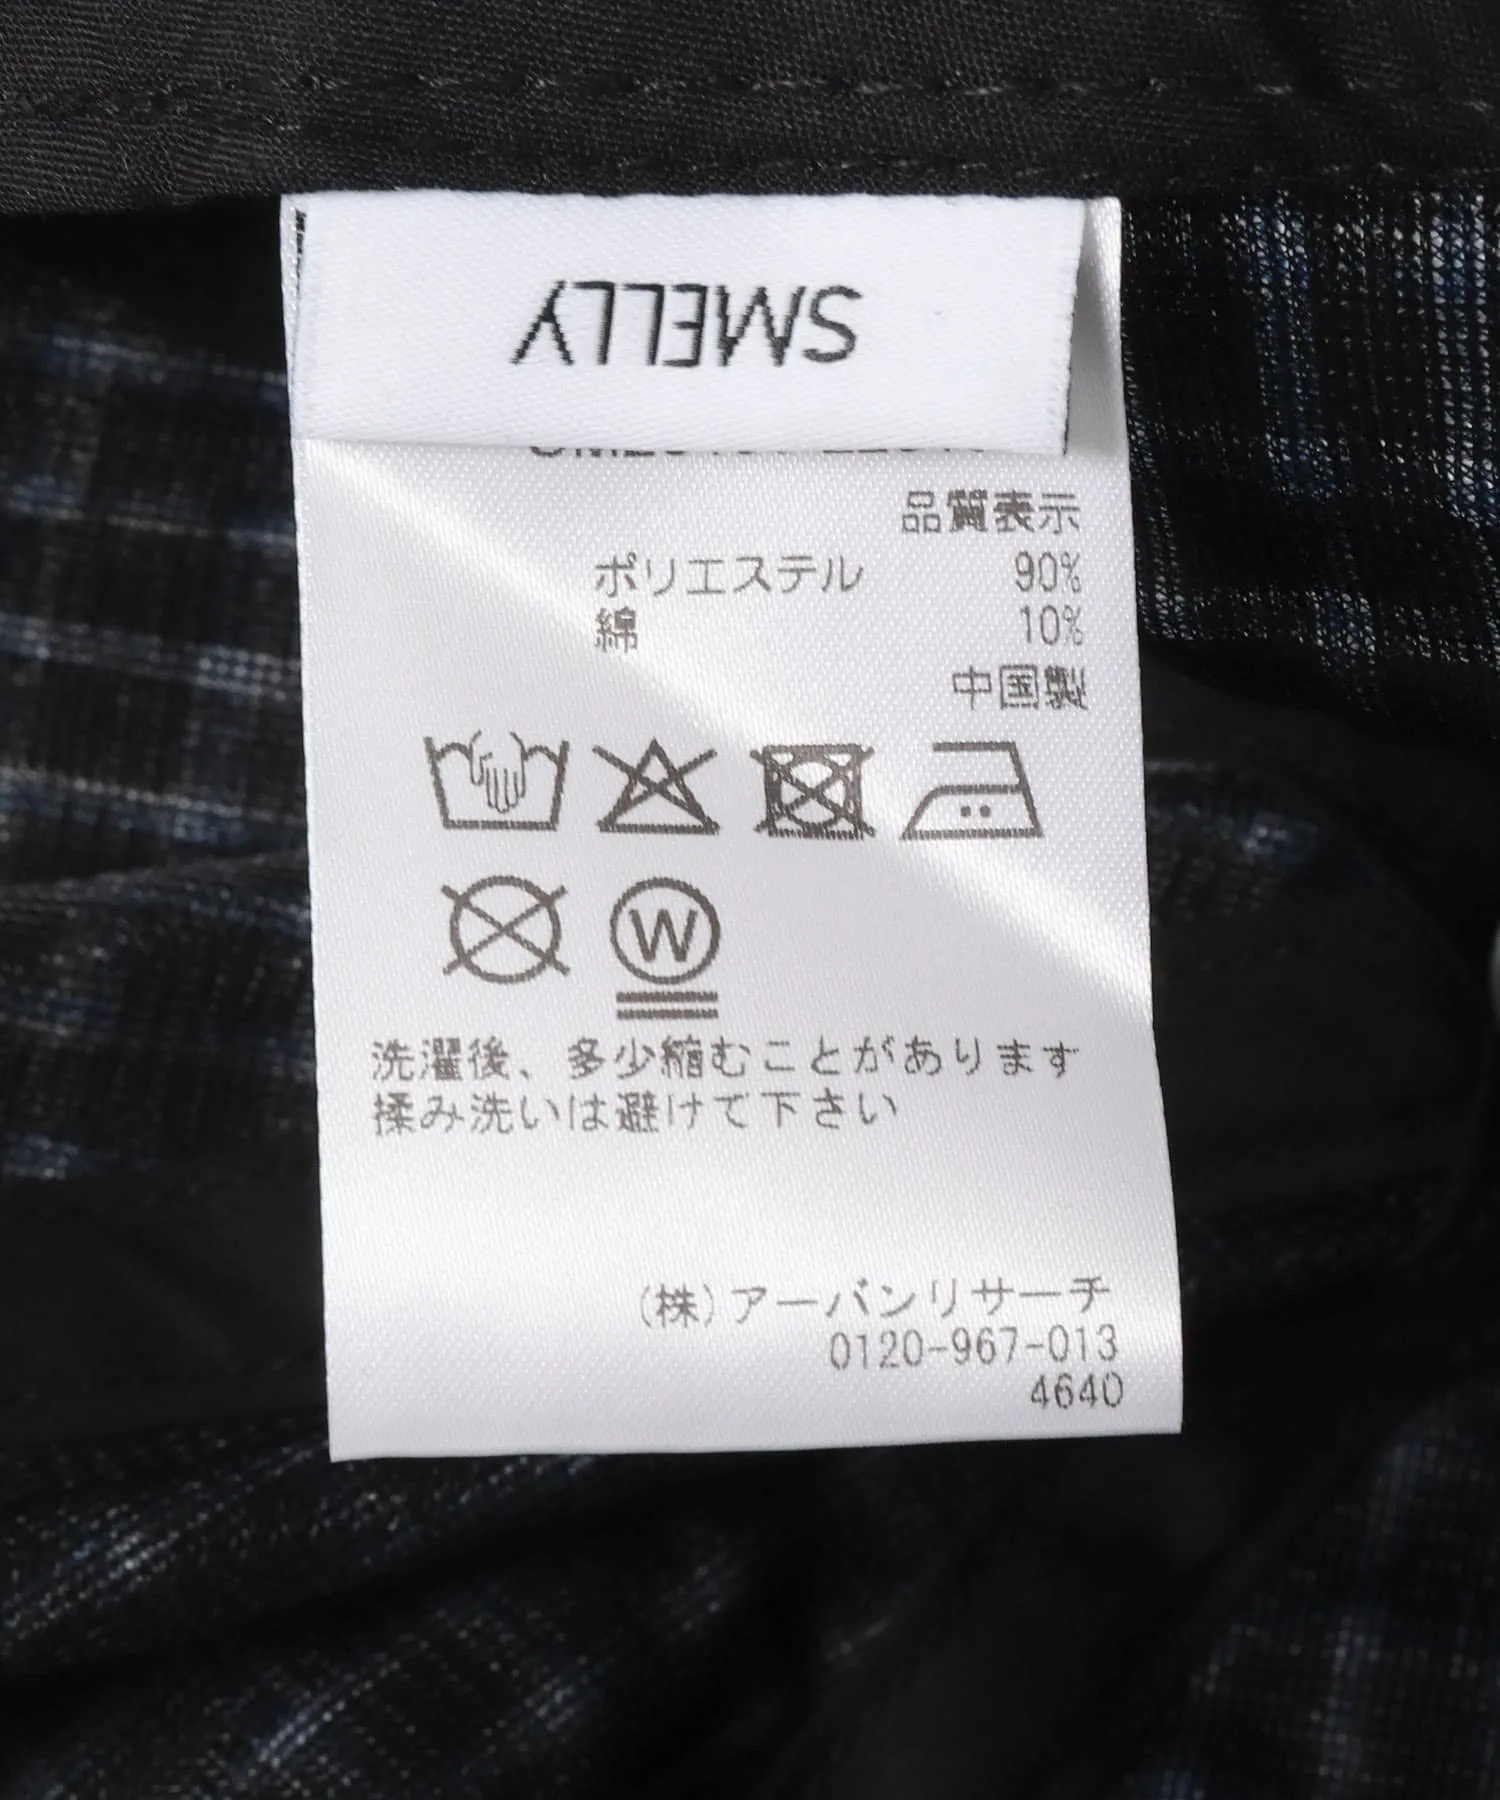 SMELLY
品質表示
ポリエステル 90%
綿 10%
中国製
W
洗濯後、多少縮むことがあります
揉み洗いは避けて下さい
(株)アーバンリサーチ
0120-967-013
4640